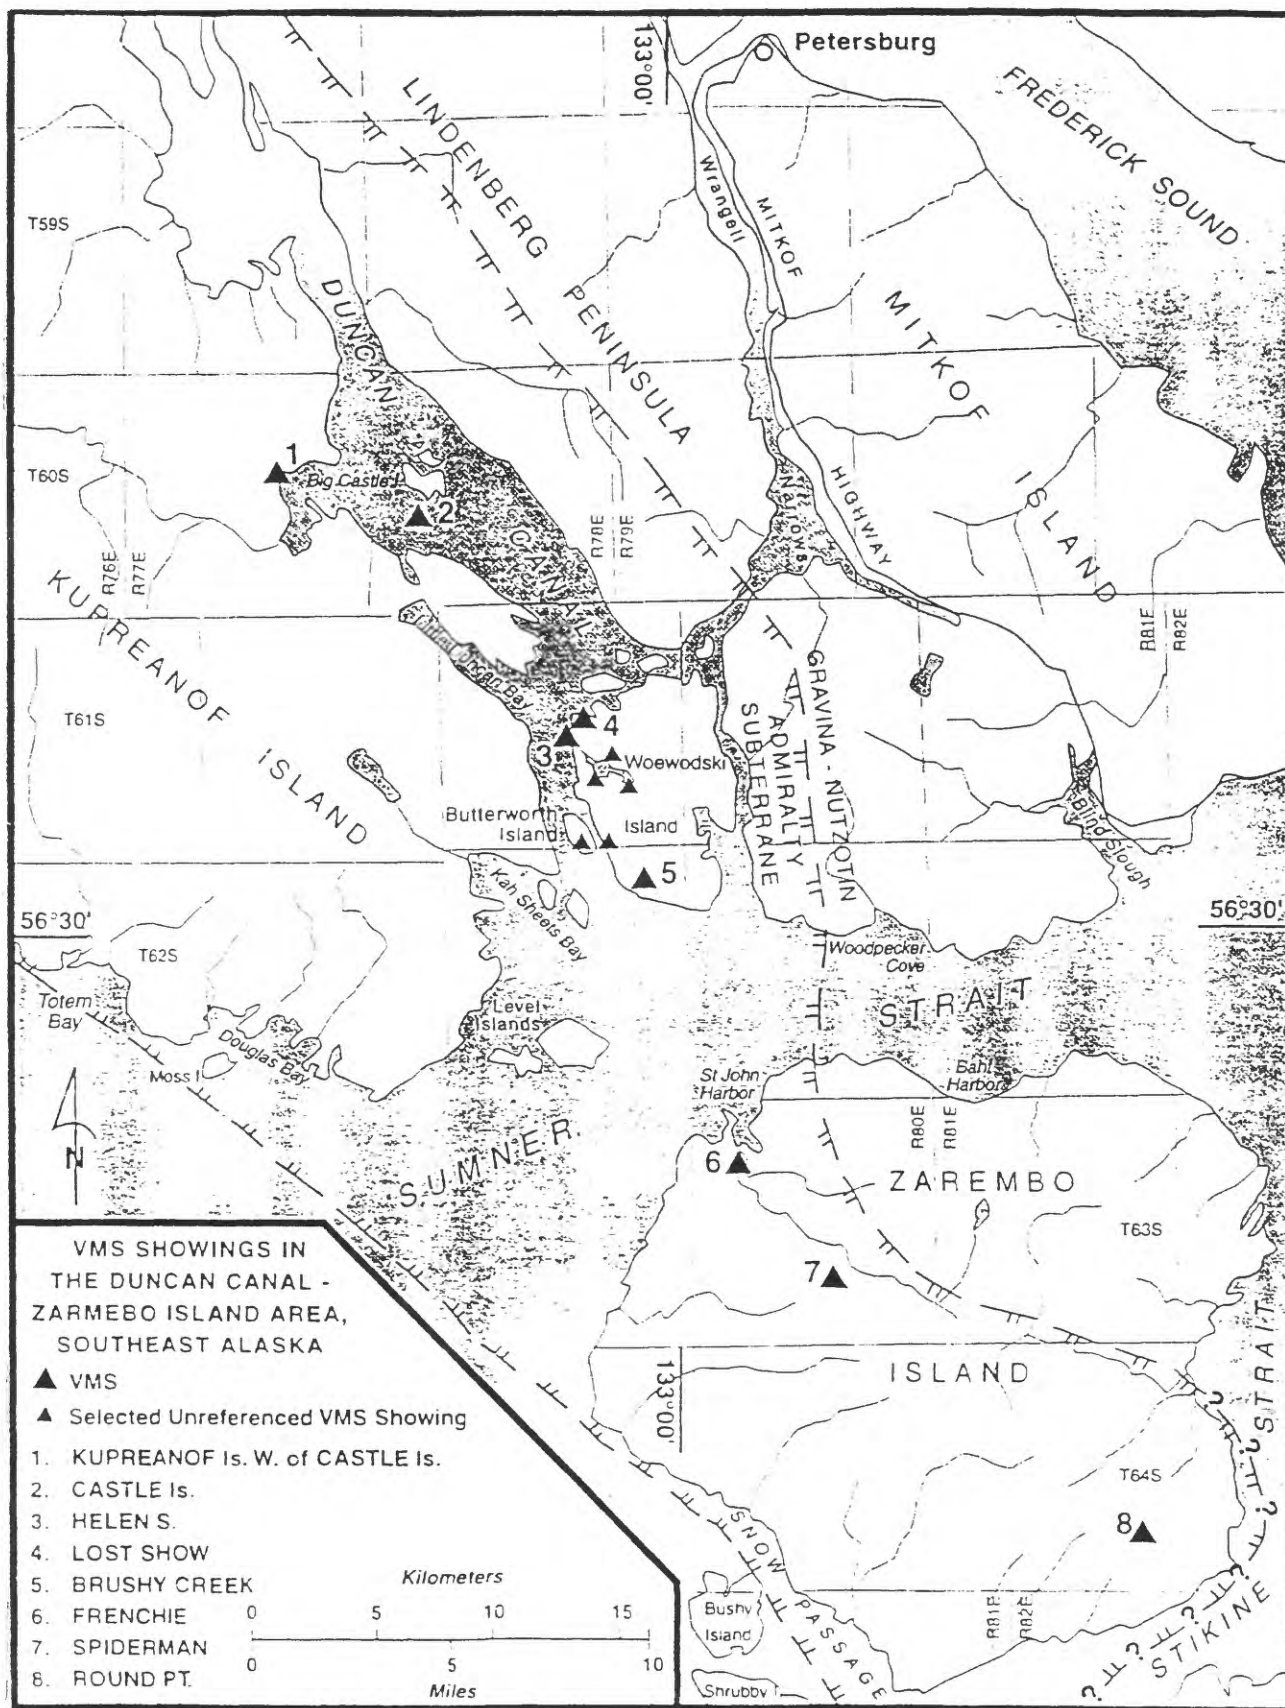 133°00'
Petersburg
FREDERICK SOUND
LINDENBERG
PENINSULA
Wrangell
MITKOF
HIGHWAY
Narrows
T59S
DUNCAN
CANAL
MITKOF
ISLAND
1
T60S
Big Castle I.
2
R76E
R77E
R78E
R79E
R81E
R82E
KUPREANOF
ISLAND
Duncan Bay
T61S
3
4
Woewodski
Island
Butterworth
Island
5
GRAVINA - NUTZOTIN
ADMIRALTY
SUBTERRANE
Blind Slough
Kah Sheets Bay
56°30'
56°30'
T62S
Woodpecker
Cove
Totem
Bay
Douglas Bay
Moss I
Level
Islands
SUMNER
STRAIT
St John
Harbor
Baht
Harbor
N
R80E
R81E
6
ZAREMBO
T63S
7
ISLAND
133°00'
STRAIT
?
?
?
T64S
8
SNOW
PASSAGE
R81E
R82E
Bushy
Island
Shrubby I
?
?
?
?
STIKINE
VMS SHOWINGS IN
THE DUNCAN CANAL -
ZARMEBO ISLAND AREA,
SOUTHEAST ALASKA
VMS
Selected Unreferenced VMS Showing
1. KUPREANOF Is. W. of CASTLE Is.
2. CASTLE Is.
3. HELEN S.
4. LOST SHOW
5. BRUSHY CREEK
6. FRENCHIE
7. SPIDERMAN
8. ROUND PT.
Kilometers
0 5 10 15
0 5 10
Miles